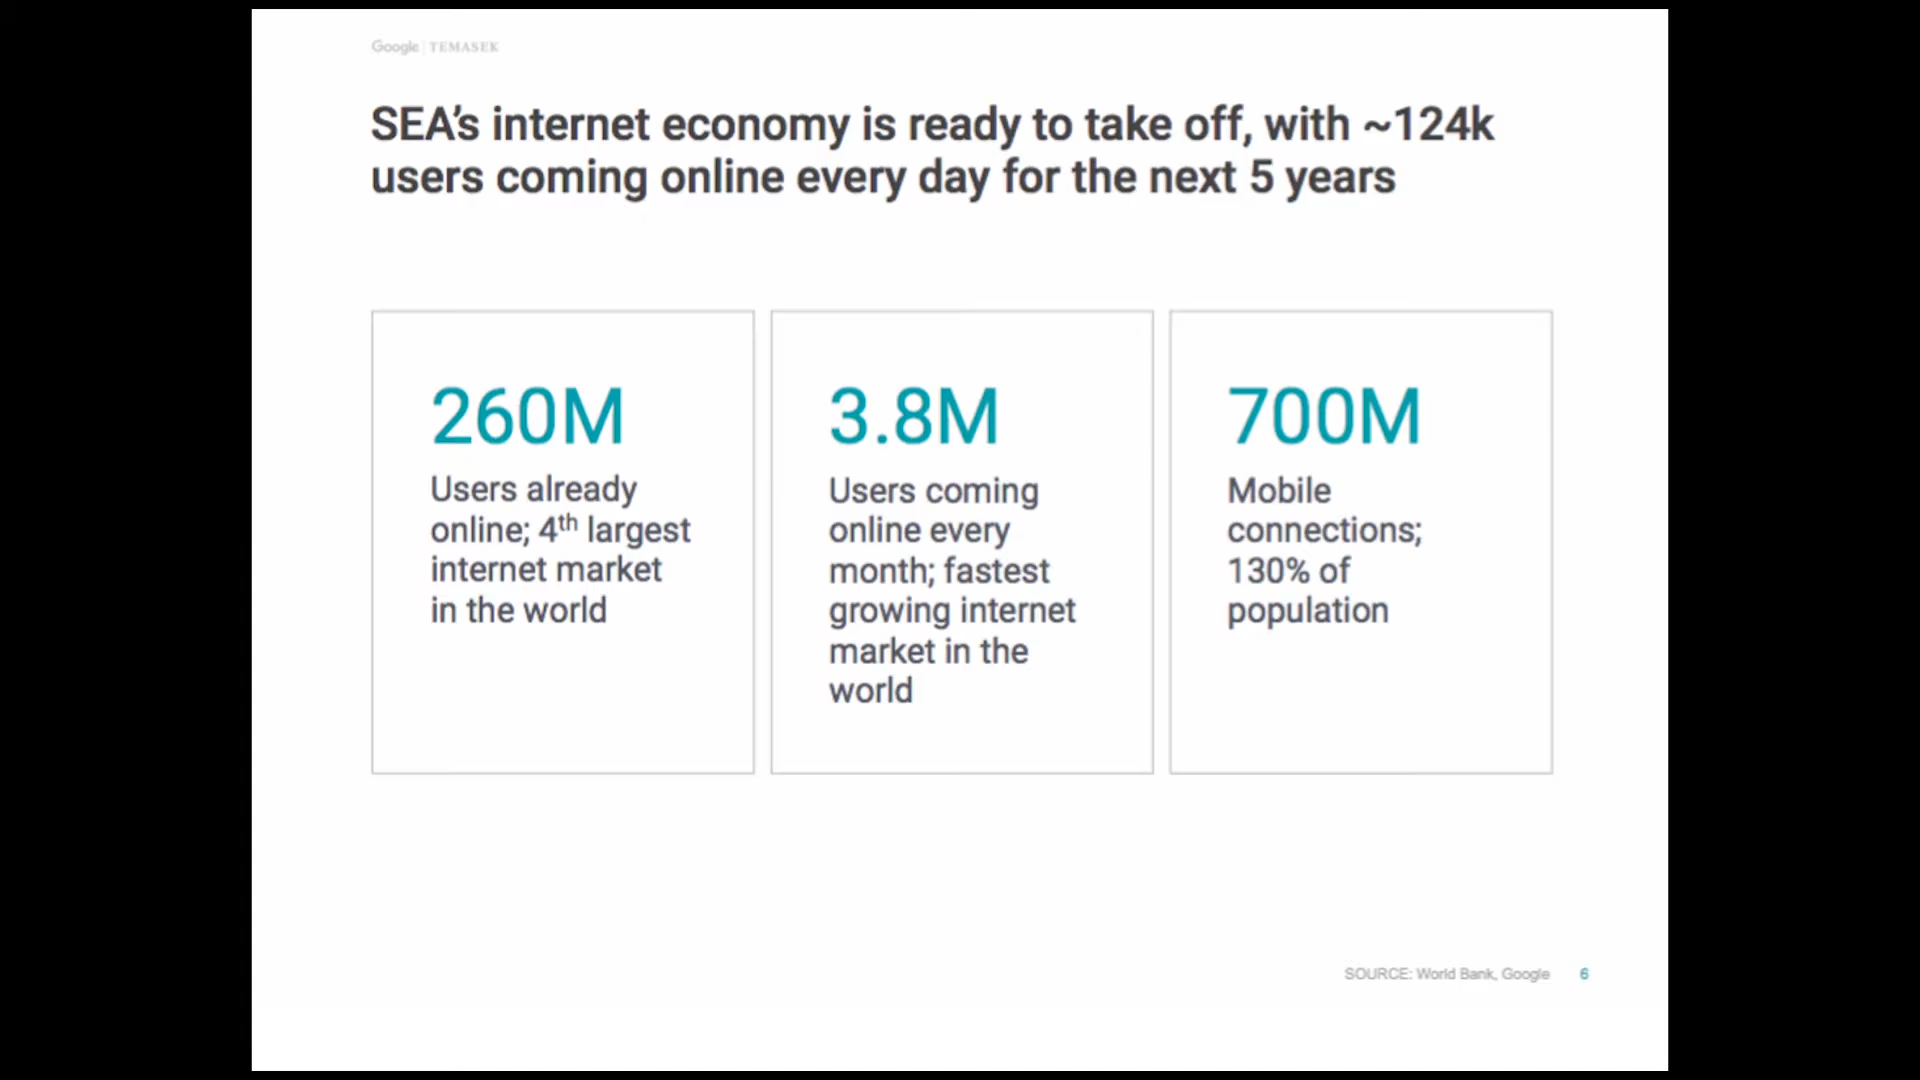 Google | TEMASEK
SEA's internet economy is ready to take off, with ~124k
users coming online every day for the next 5 years
260M
Users already
online; 4th largest
internet market
in the world
3.8M
Users coming
online every
month; fastest
growing internet
market in the
world
700M
Mobile
connections;
130% of
population
SOURCE: World Bank, Google 6